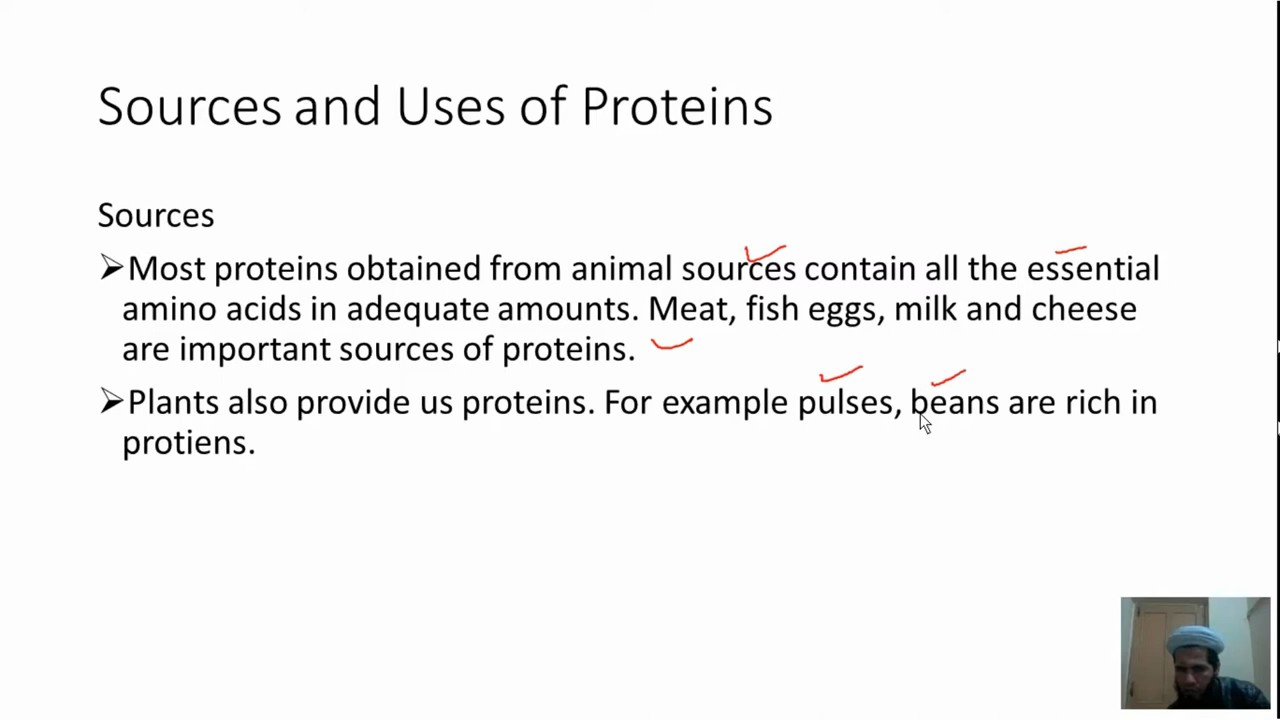 Sources and Uses of Proteins
Sources
➢Most proteins obtained from animal sources contain all the essential
amino acids in adequate amounts. Meat, fish eggs, milk and cheese
are important sources of proteins.
➢Plants also provide us proteins. For example pulses, beans are rich in
protiens.